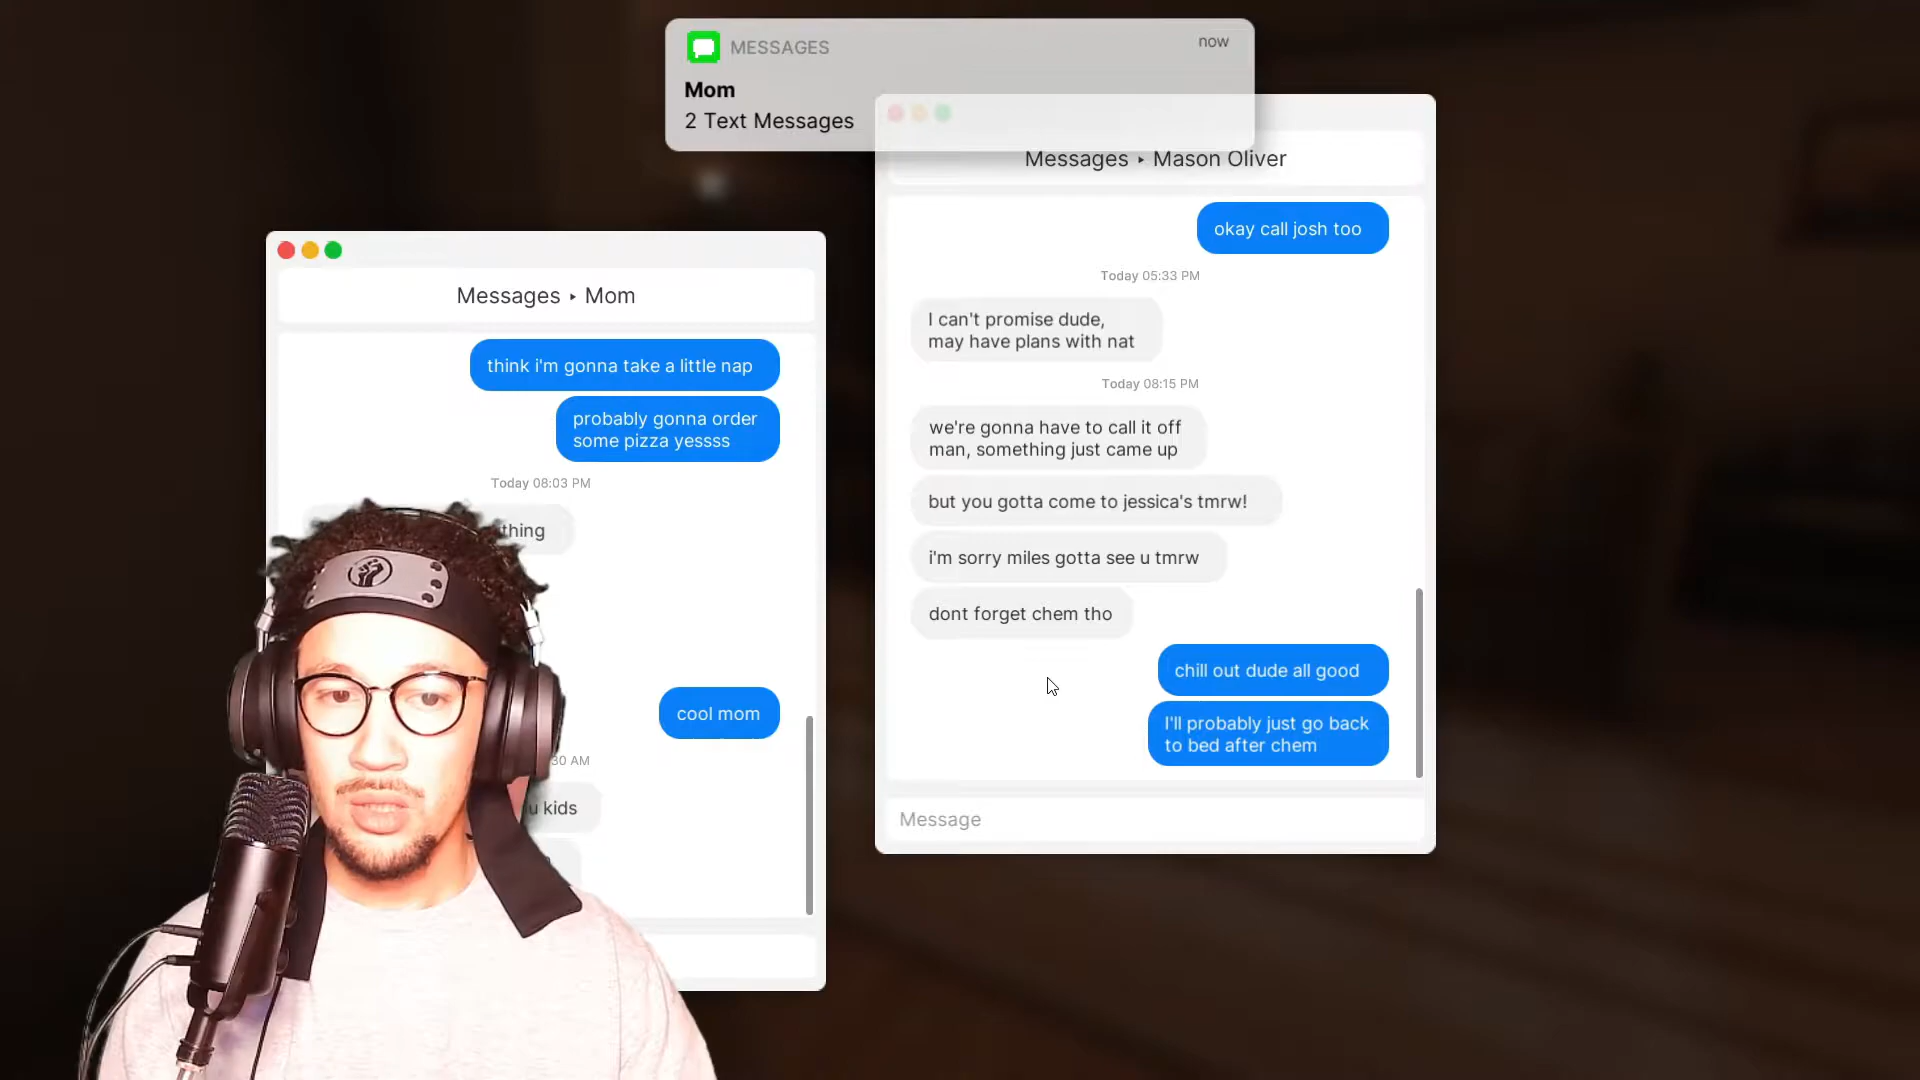 MESSAGES
now
Mom
2 Text Messages
Messages ‣ Mom
think i'm gonna take a little nap
probably gonna order
some pizza yessss
Today 08:03 PM
thing
cool mom
30 AM
u kids
Messages ‣ Mason Oliver
okay call josh too
Today 05:33 PM
I can't promise dude,
may have plans with nat
Today 08:15 PM
we're gonna have to call it off
man, something just came up
but you gotta come to jessica's tmrw!
i'm sorry miles gotta see u tmrw
dont forget chem tho
chill out dude all good
I'll probably just go back
to bed after chem
Message